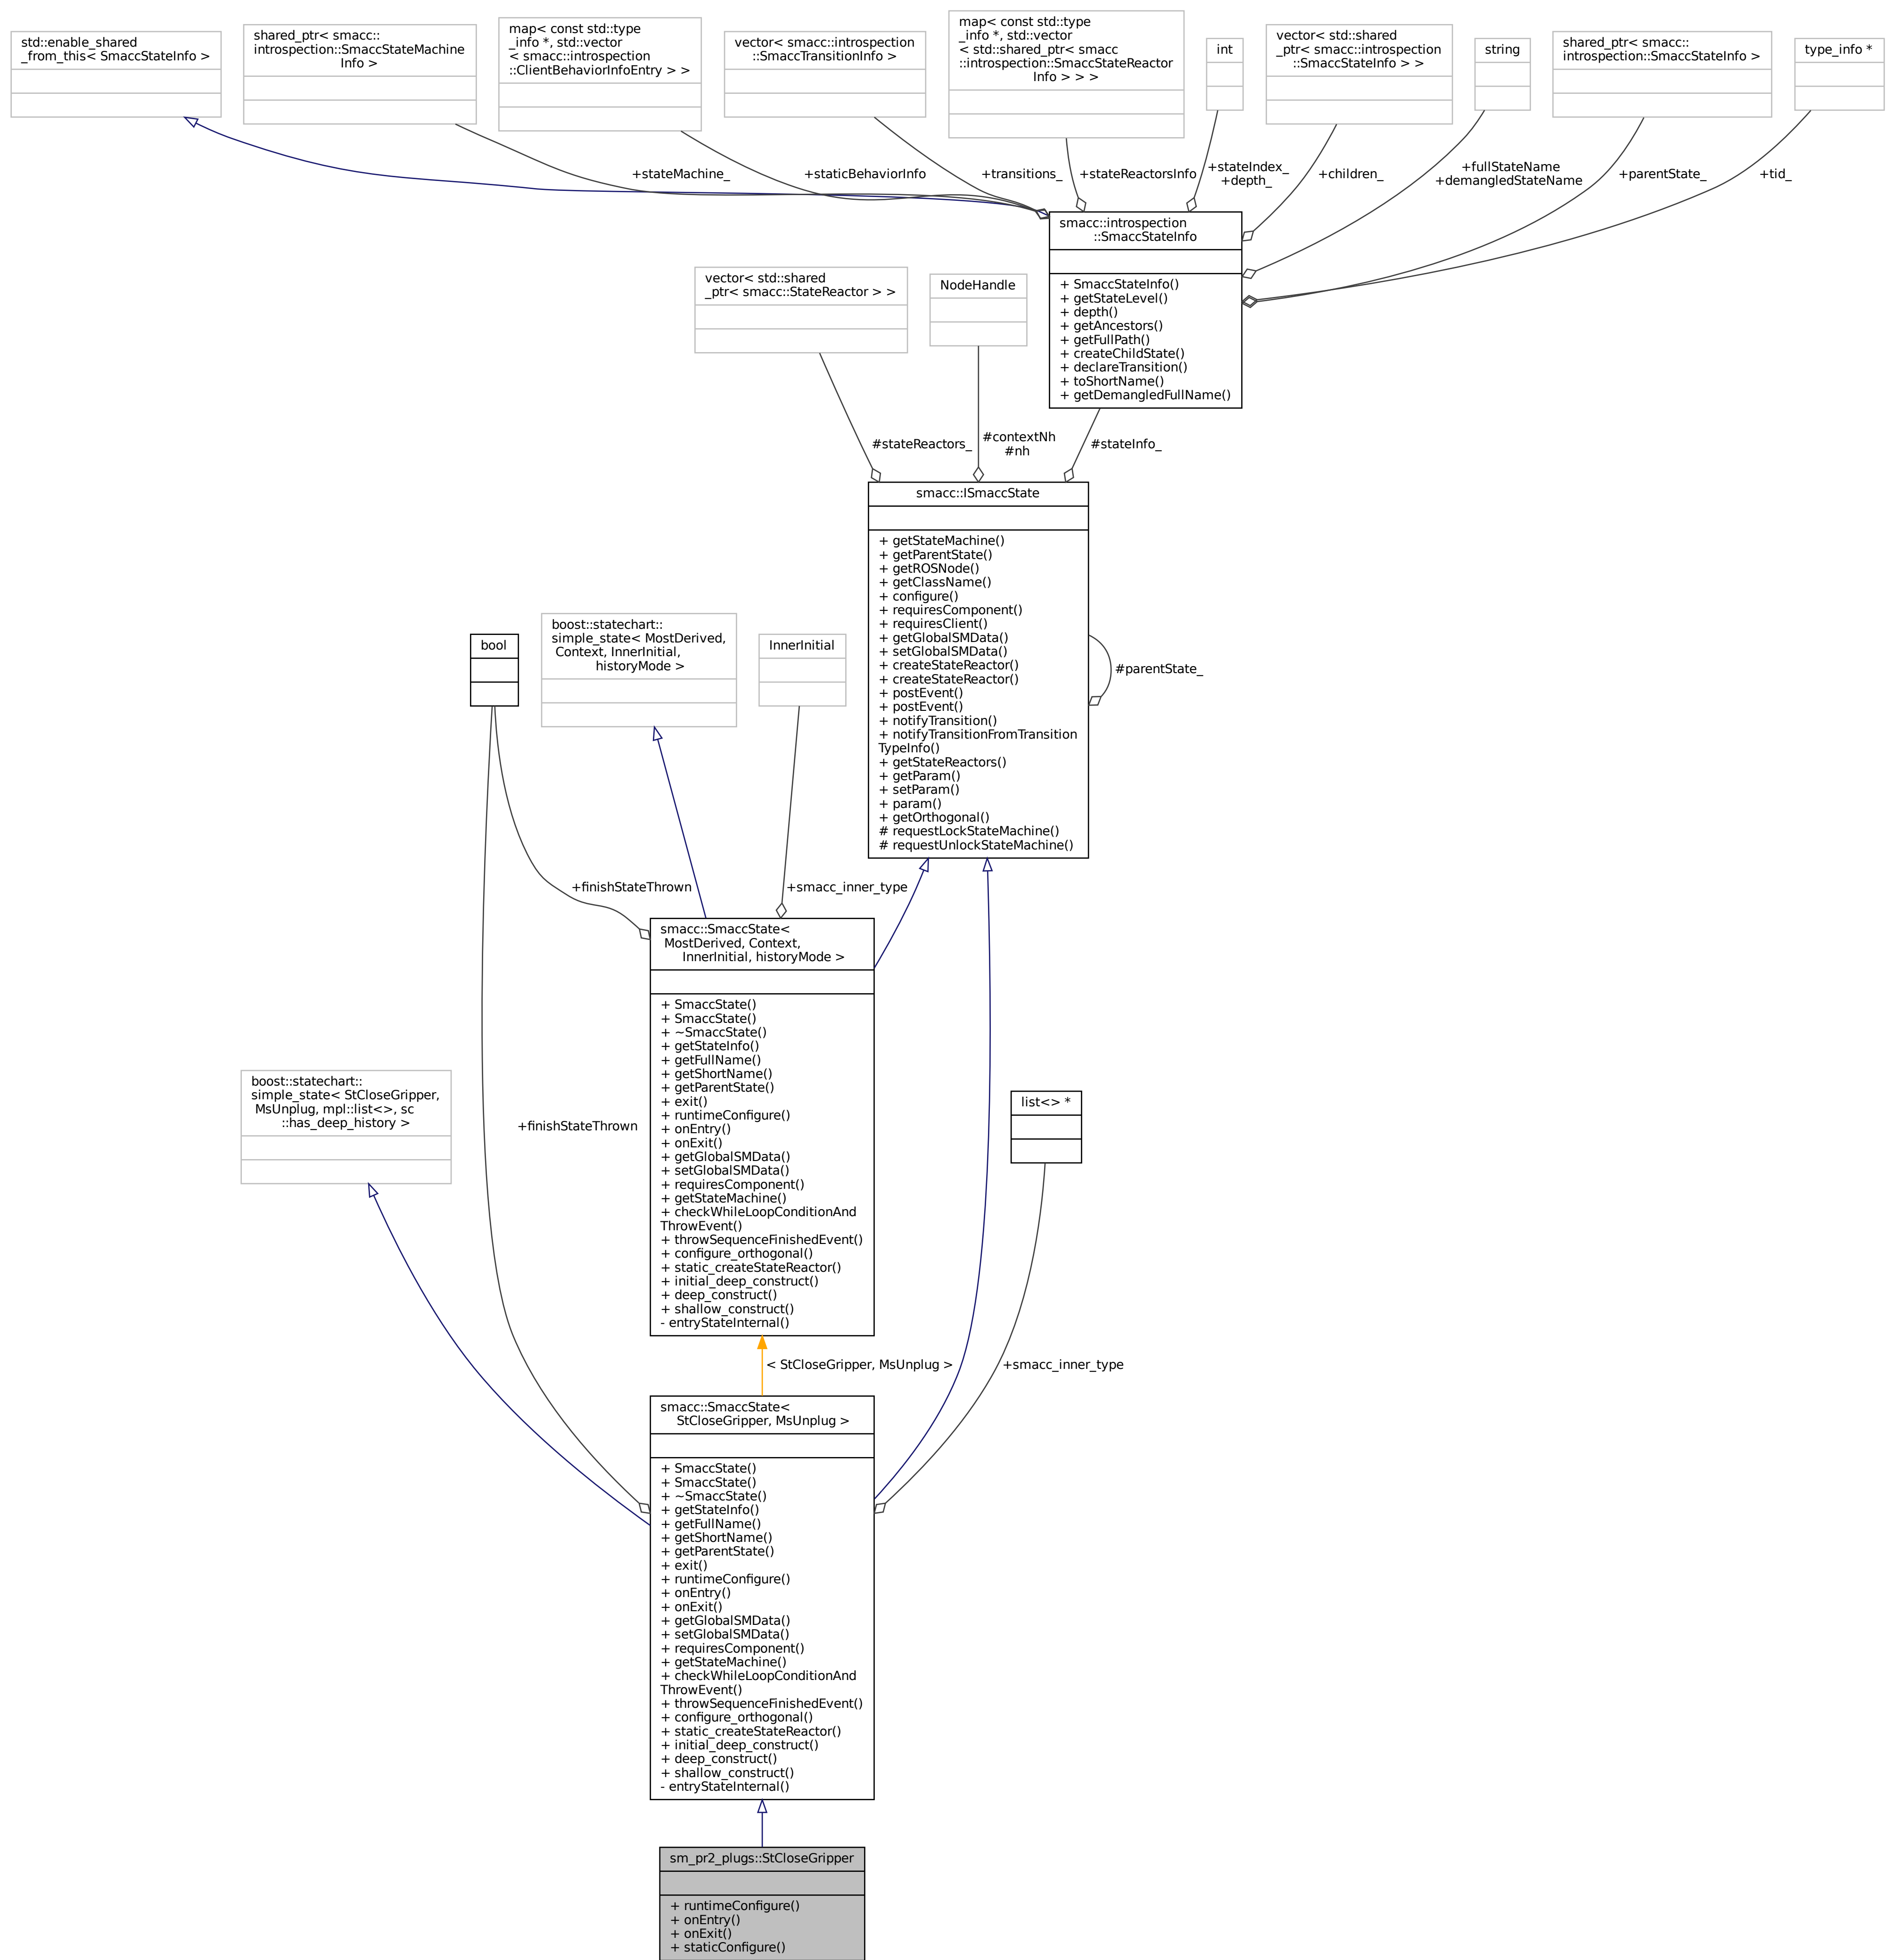 std::enable_shared
_from_this< SmaccStateInfo >
shared_ptr< smacc::
introspection::SmaccStateMachine
Info >
map< const std::type
_info *, std::vector
< smacc::introspection
::ClientBehaviorInfoEntry > >
vector< smacc::introspection
::SmaccTransitionInfo >
map< const std::type
_info *, std::vector
< std::shared_ptr< smacc
::introspection::SmaccStateReactor
Info > > >
int
vector< std::shared
_ptr< smacc::introspection
::SmaccStateInfo > >
string
shared_ptr< smacc::
introspection::SmaccStateInfo >
type_info *
+stateMachine_
+staticBehaviorInfo
+transitions_
+stateReactorsInfo
+stateIndex_
+depth_
+children_
+fullStateName
+demangledStateName
+parentState_
+tid_
smacc::introspection
::SmaccStateInfo
+ SmaccStateInfo()
+ getStateLevel()
+ depth()
+ getAncestors()
+ getFullPath()
+ createChildState()
+ declareTransition()
+ toShortName()
+ getDemangledFullName()
vector< std::shared
_ptr< smacc::StateReactor > >
NodeHandle
#stateReactors_
#contextNh
#nh
#stateInfo_
smacc::ISmaccState
+ getStateMachine()
+ getParentState()
+ getROSNode()
+ getClassName()
+ configure()
+ requiresComponent()
+ requiresClient()
+ getGlobalSMData()
+ setGlobalSMData()
+ createStateReactor()
+ createStateReactor()
+ postEvent()
+ postEvent()
+ notifyTransition()
+ notifyTransitionFromTransition
TypeInfo()
+ getStateReactors()
+ getParam()
+ setParam()
+ param()
+ getOrthogonal()
# requestLockStateMachine()
# requestUnlockStateMachine()
#parentState_
bool
boost::statechart::
simple_state< MostDerived,
Context, InnerInitial,
historyMode >
InnerInitial
+finishStateThrown
+smacc_inner_type
smacc::SmaccState<
MostDerived, Context,
InnerInitial, historyMode >
+ SmaccState()
+ SmaccState()
+ ~SmaccState()
+ getStateInfo()
+ getFullName()
+ getShortName()
+ getParentState()
+ exit()
+ runtimeConfigure()
+ onEntry()
+ onExit()
+ getGlobalSMData()
+ setGlobalSMData()
+ requiresComponent()
+ getStateMachine()
+ checkWhileLoopConditionAnd
ThrowEvent()
+ throwSequenceFinishedEvent()
+ configure_orthogonal()
+ static_createStateReactor()
+ initial_deep_construct()
+ deep_construct()
+ shallow_construct()
- entryStateInternal()
boost::statechart::
simple_state< StCloseGripper,
MsUnplug, mpl::list<>, sc
::has_deep_history >
+finishStateThrown
list<> *
< StCloseGripper, MsUnplug >
+smacc_inner_type
smacc::SmaccState<
StCloseGripper, MsUnplug >
+ SmaccState()
+ SmaccState()
+ ~SmaccState()
+ getStateInfo()
+ getFullName()
+ getShortName()
+ getParentState()
+ exit()
+ runtimeConfigure()
+ onEntry()
+ onExit()
+ getGlobalSMData()
+ setGlobalSMData()
+ requiresComponent()
+ getStateMachine()
+ checkWhileLoopConditionAnd
ThrowEvent()
+ throwSequenceFinishedEvent()
+ configure_orthogonal()
+ static_createStateReactor()
+ initial_deep_construct()
+ deep_construct()
+ shallow_construct()
- entryStateInternal()
sm_pr2_plugs::StCloseGripper
+ runtimeConfigure()
+ onEntry()
+ onExit()
+ staticConfigure()